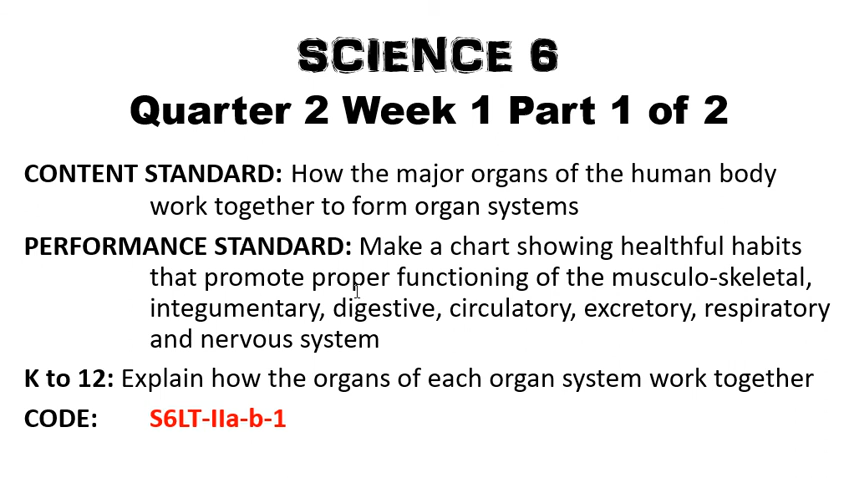 SCIENCE 6
Quarter 2 Week 1 Part 1 of 2
CONTENT STANDARD: How the major organs of the human body
work together to form organ systems
PERFORMANCE STANDARD: Make a chart showing healthful habits
that promote proper functioning of the musculo-skeletal,
integumentary, digestive, circulatory, excretory, respiratory
and nervous system
K to 12: Explain how the organs of each organ system work together
CODE: S6LT-IIa-b-1